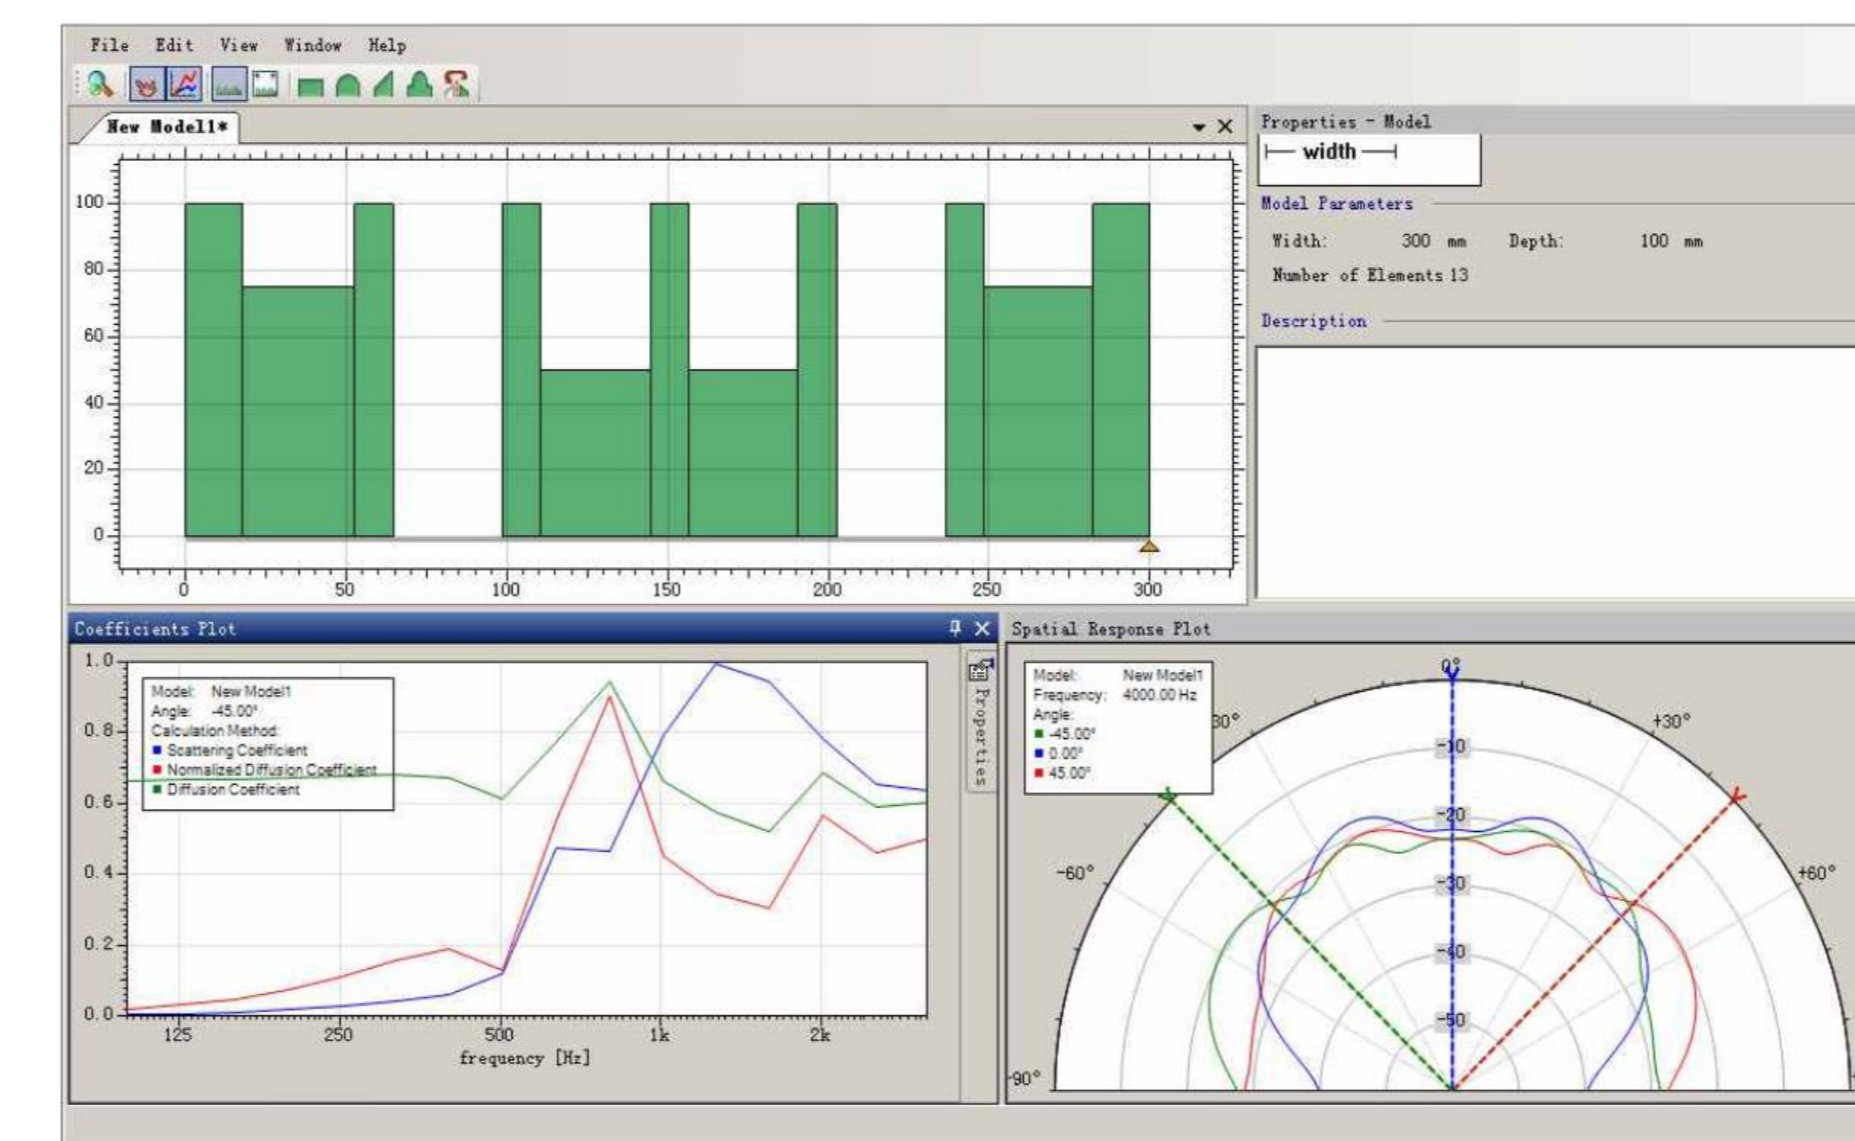 File Edit View Window Help
New Model1*
100
80
60
40
20
0
0 50 100 150 200 250 300
Properties - Model
width
Model Parameters
Width: 300 mm Depth: 100 mm
Number of Elements 13
Description
Coefficients Plot
1.0
0.8
0.6
0.4
0.2
0.0
Model: New Model1
Angle: -45.00°
Calculation Method:
Scattering Coefficient
Normalized Diffusion Coefficient
Diffusion Coefficient
125 250 500 1k 2k
frequency [Hz]
Properties
Spatial Response Plot
Model: New Model1
Frequency: 4000.00 Hz
Angle:
-45.00°
0.00°
45.00°
0°
30° +30°
-60° +60°
-90°
-10
-20
-30
-40
-50